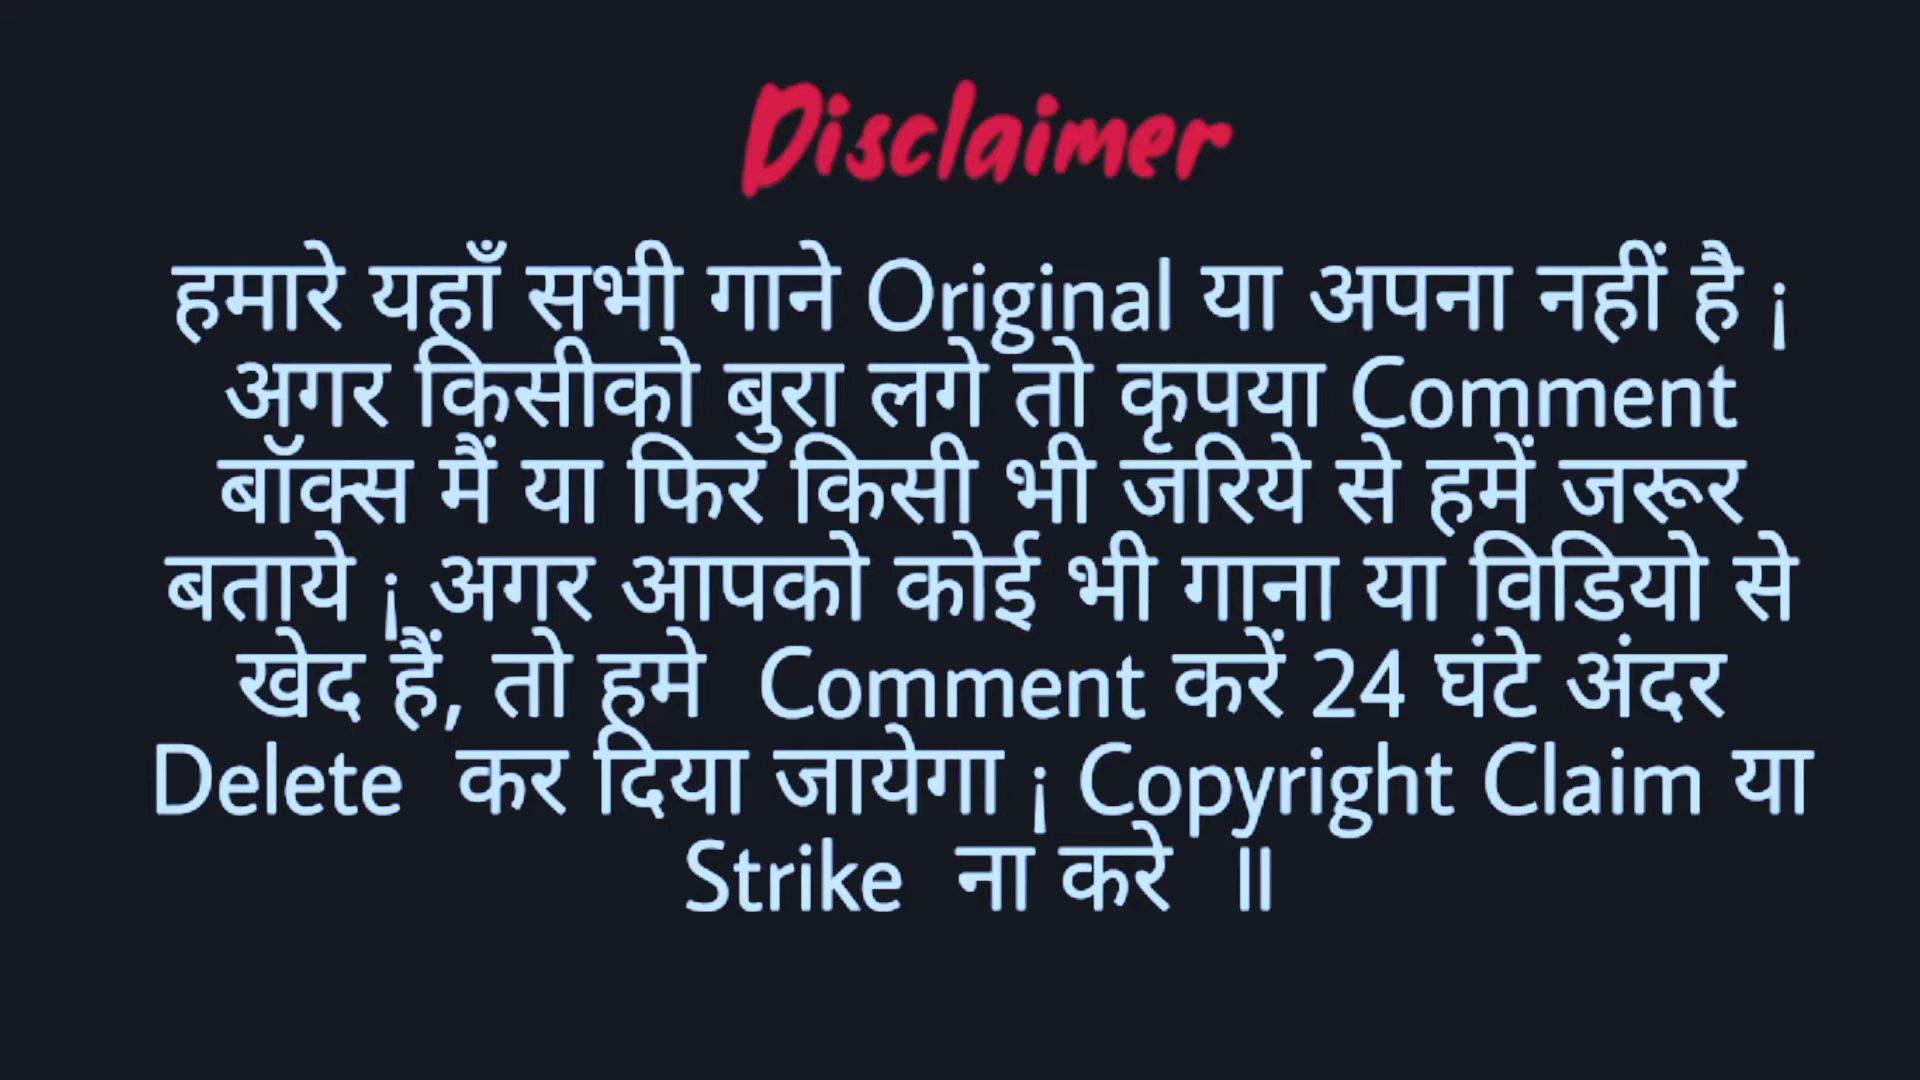 Disclaimer
हमारे यहाँ सभी गाने Original या अपना नहीं है ¡
अगर किसीको बुरा लगे तो कृपया Comment
बॉक्स मैं या फिर किसी भी जरिये से हमें जरूर
बताये ¡ अगर आपको कोई भी गाना या विडियो से
खेद हैं, तो हमे  Comment करें 24 घंटे अंदर
Delete  कर दिया जायेगा ¡ Copyright Claim या
Strike  ना करे  ॥